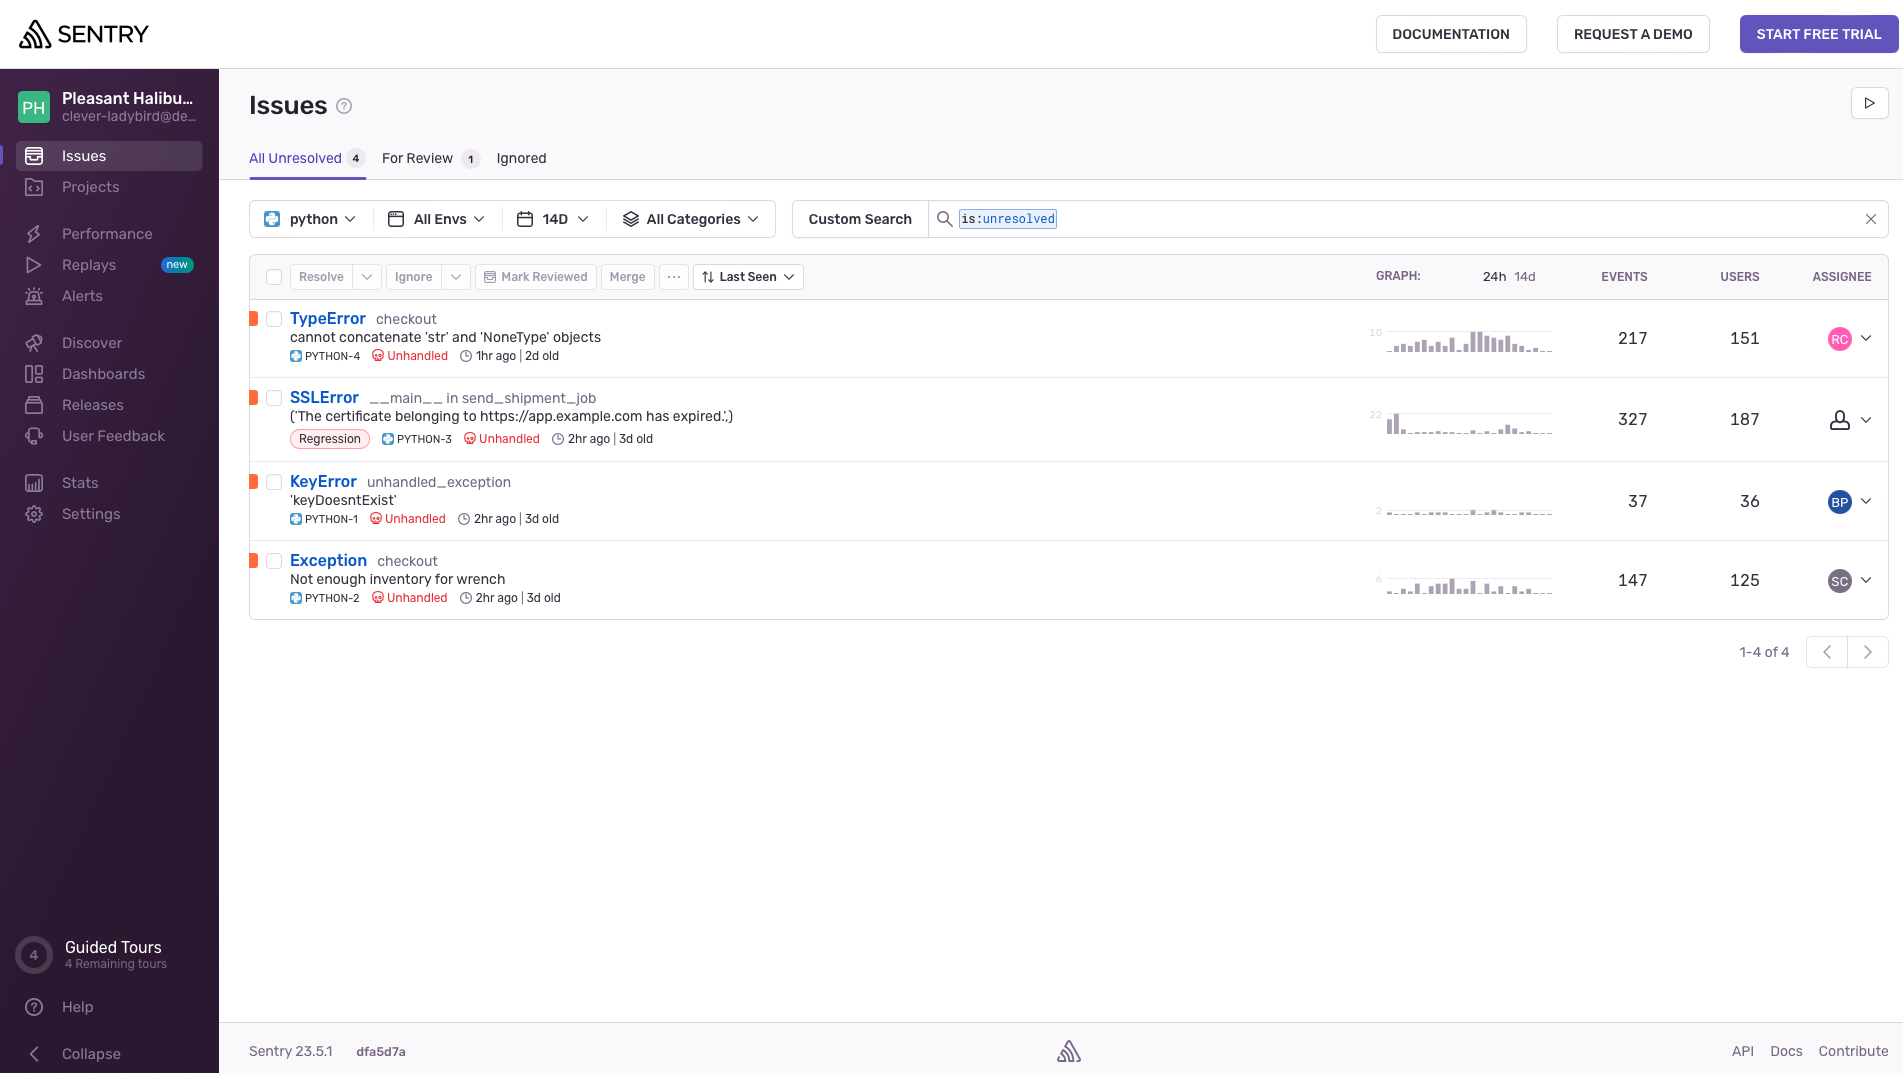 SENTRY
DOCUMENTATION
REQUEST A DEMO
START FREE TRIAL
PH
Pleasant Halibu...
clever-ladybird@de...
Issues
Projects
Performance
Replays new
Alerts
Discover
Dashboards
Releases
User Feedback
Stats
Settings
4
Guided Tours
4 Remaining tours
Help
Collapse
Issues ?
All Unresolved 4 For Review 1 Ignored
python All Envs 14D All Categories Custom Search is:unresolved
Resolve Ignore Mark Reviewed Merge ... Last Seen GRAPH: 24h 14d EVENTS USERS ASSIGNEE
TypeError checkout
cannot concatenate 'str' and 'NoneType' objects
PYTHON-4 Unhandled 1hr ago | 2d old
10
217 151 RC
SSLError __main__ in send_shipment_job
('The certificate belonging to https://app.example.com has expired.',)
Regression PYTHON-3 Unhandled 2hr ago | 3d old
22
327 187
KeyError unhandled_exception
'keyDoesntExist'
PYTHON-1 Unhandled 2hr ago | 3d old
2
37 36 BP
Exception checkout
Not enough inventory for wrench
PYTHON-2 Unhandled 2hr ago | 3d old
6
147 125 SC
1-4 of 4
Sentry 23.5.1 dfa5d7a
API Docs Contribute